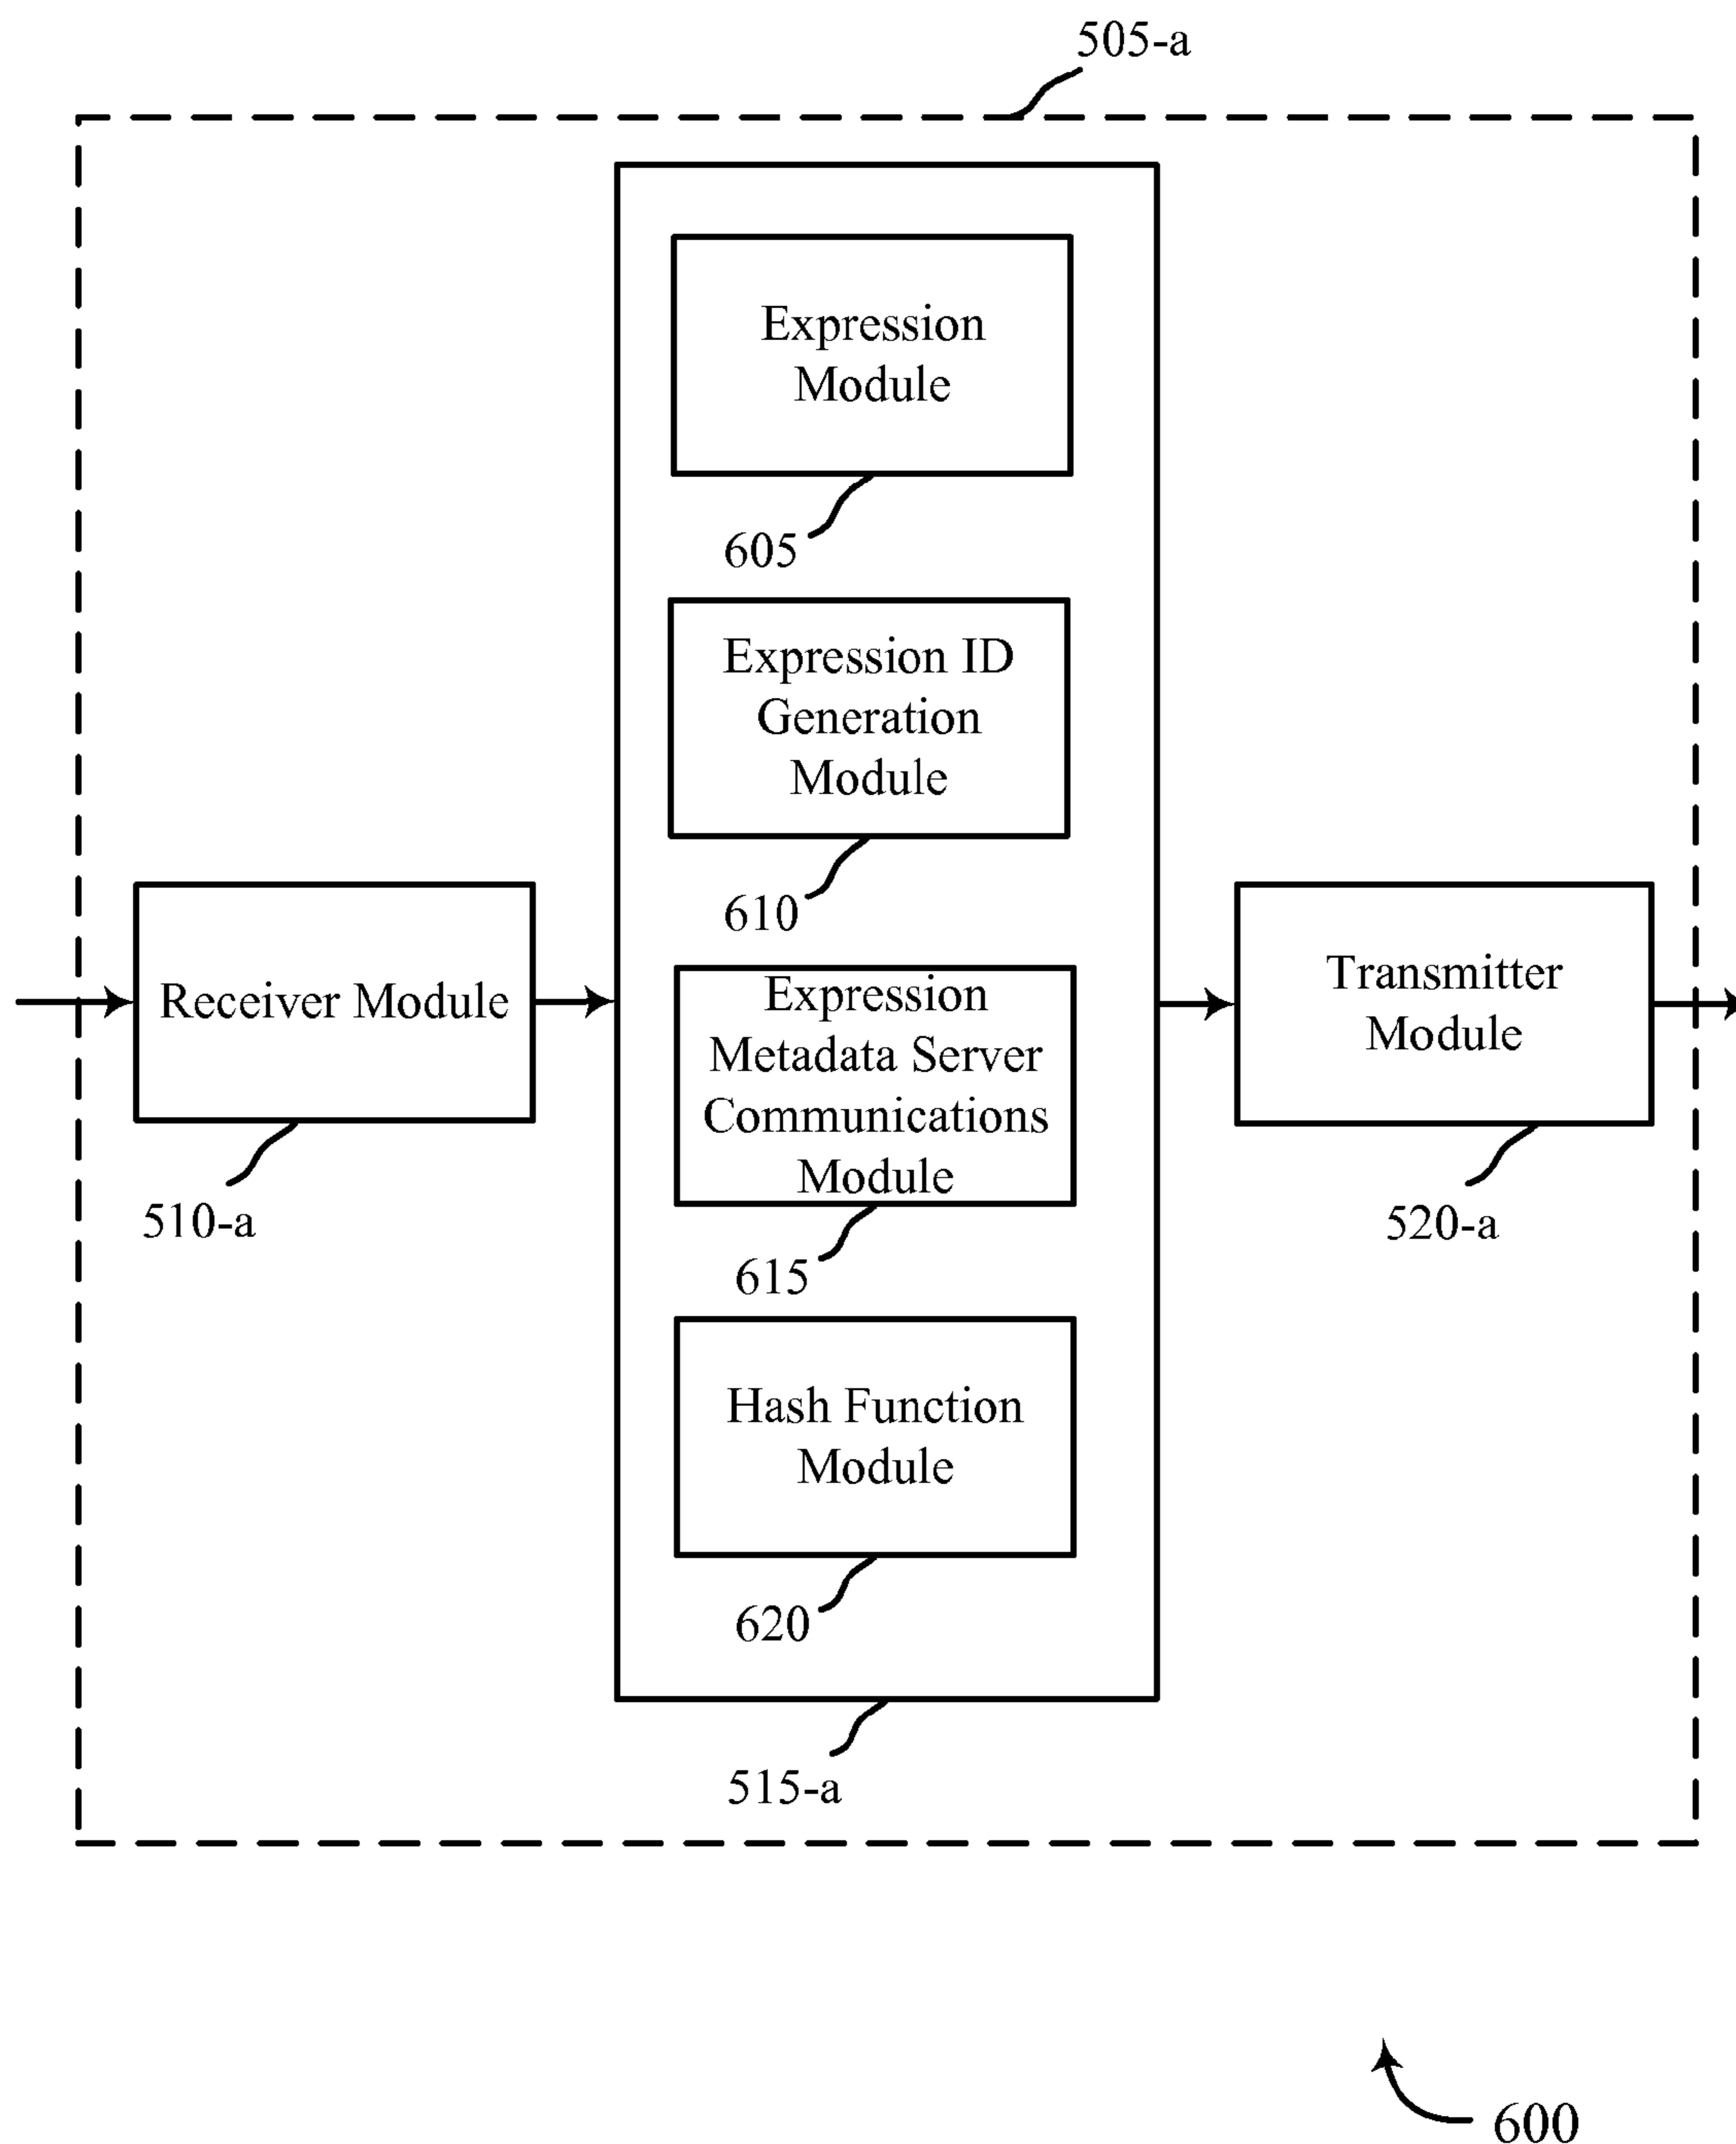 505-a
Expression
Module
605
Expression ID
Generation
Module
610
Receiver Module
510-a
Expression
Metadata Server
Communications
Module
615
Transmitter
Module
520-a
Hash Function
Module
620
515-a
600